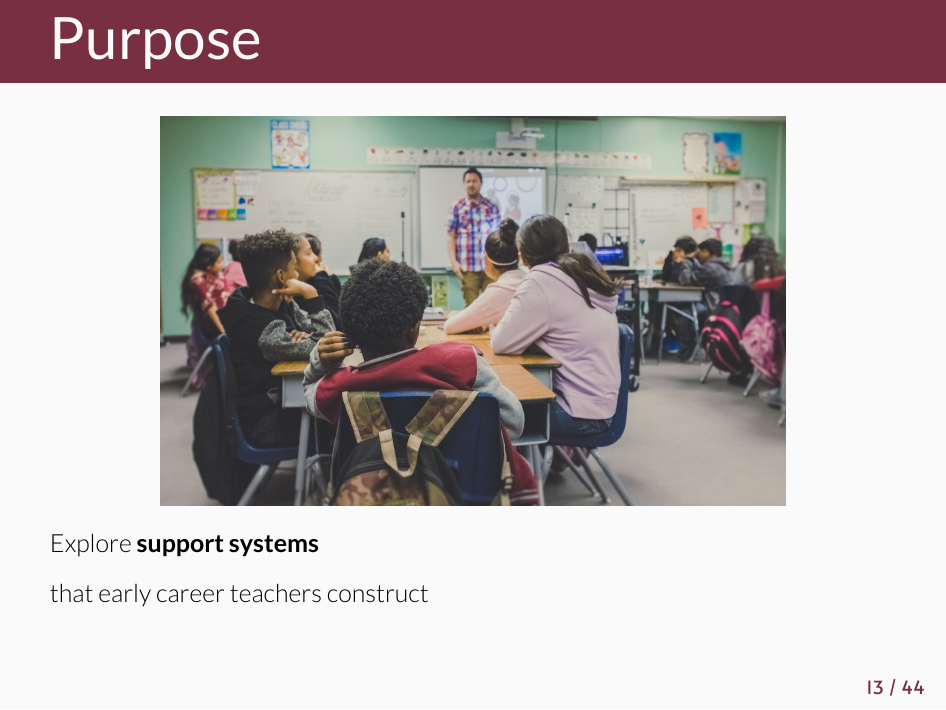 Purpose
Explore support systems
that early career teachers construct
13 / 44